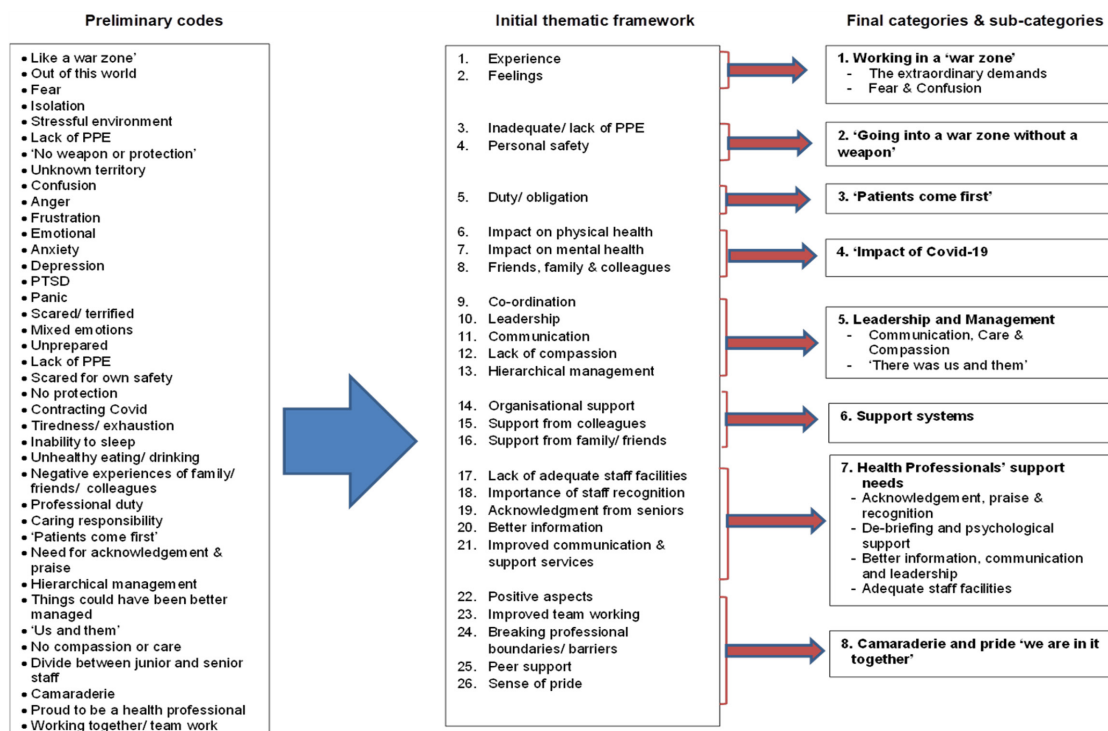 Preliminary codes
• Like a war zone’
• Out of this world
• Fear
• Isolation
• Stressful environment
• Lack of PPE
• ‘No weapon or protection’
• Unknown territory
• Confusion
• Anger
• Frustration
• Emotional
• Anxiety
• Depression
• PTSD
• Panic
• Scared/ terrified
• Mixed emotions
• Unprepared
• Lack of PPE
• Scared for own safety
• No protection
• Contracting Covid
• Tiredness/ exhaustion
• Inability to sleep
• Unhealthy eating/ drinking
• Negative experiences of family/
friends/ colleagues
• Professional duty
• Caring responsibility
• ‘Patients come first’
• Need for acknowledgement &
praise
• Hierarchical management
• Things could have been better
managed
• ‘Us and them’
• No compassion or care
• Divide between junior and senior
staff
• Camaraderie
• Proud to be a health professional
• Working together/ team work
Initial thematic framework
1. Experience
2. Feelings
3. Inadequate/ lack of PPE
4. Personal safety
5. Duty/ obligation
6. Impact on physical health
7. Impact on mental health
8. Friends, family & colleagues
9. Co-ordination
10. Leadership
11. Communication
12. Lack of compassion
13. Hierarchical management
14. Organisational support
15. Support from colleagues
16. Support from family/ friends
17. Lack of adequate staff facilities
18. Importance of staff recognition
19. Acknowledgment from seniors
20. Better information
21. Improved communication &
support services
22. Positive aspects
23. Improved team working
24. Breaking professional
boundaries/ barriers
25. Peer support
26. Sense of pride
Final categories & sub-categories
1. Working in a ‘war zone’
- The extraordinary demands
- Fear & Confusion
2. ‘Going into a war zone without a
weapon’
3. ‘Patients come first’
4. ‘Impact of Covid-19
5. Leadership and Management
- Communication, Care &
Compassion
- ‘There was us and them’
6. Support systems
7. Health Professionals’ support
needs
- Acknowledgement, praise &
recognition
- De-briefing and psychological
support
- Better information, communication
and leadership
- Adequate staff facilities
8. Camaraderie and pride ‘we are in it
together’